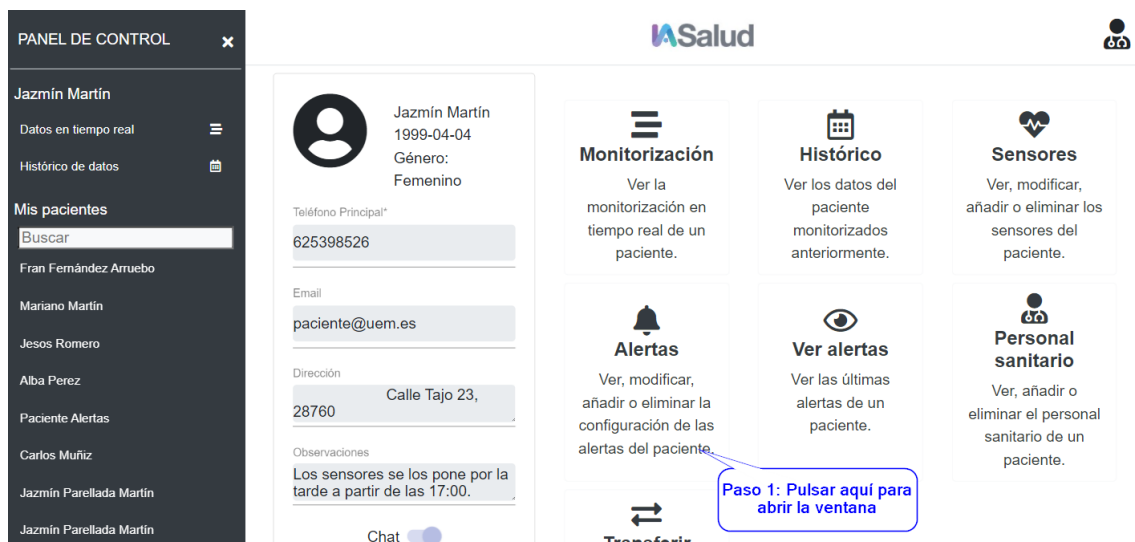 PANEL DE CONTROL
Jazmín Martín
Datos en tiempo real
Histórico de datos
Mis pacientes
Buscar
Fran Fernández Arruebo
Mariano Martín
Jesos Romero
Alba Perez
Paciente Alertas
Carlos Muñiz
Jazmín Parellada Martín
Jazmín Parellada Martín
IASalud
Jazmín Martín
1999-04-04
Género:
Femenino
Teléfono Principal*
625398526
Email
paciente@uem.es
Dirección
Calle Tajo 23,
28760
Observaciones
Los sensores se los pone por la
tarde a partir de las 17:00.
Chat
Monitorización
Ver la
monitorización en
tiempo real de un
paciente.
Histórico
Ver los datos del
paciente
monitorizados
anteriormente.
Sensores
Ver, modificar,
añadir o eliminar los
sensores del
paciente.
Alertas
Ver, modificar,
añadir o eliminar la
configuración de las
alertas del paciente.
Ver alertas
Ver las últimas
alertas de un
paciente.
Personal
sanitario
Ver, añadir o
eliminar el personal
sanitario de un
paciente.
Paso 1: Pulsar aquí para
abrir la ventana
Transferir